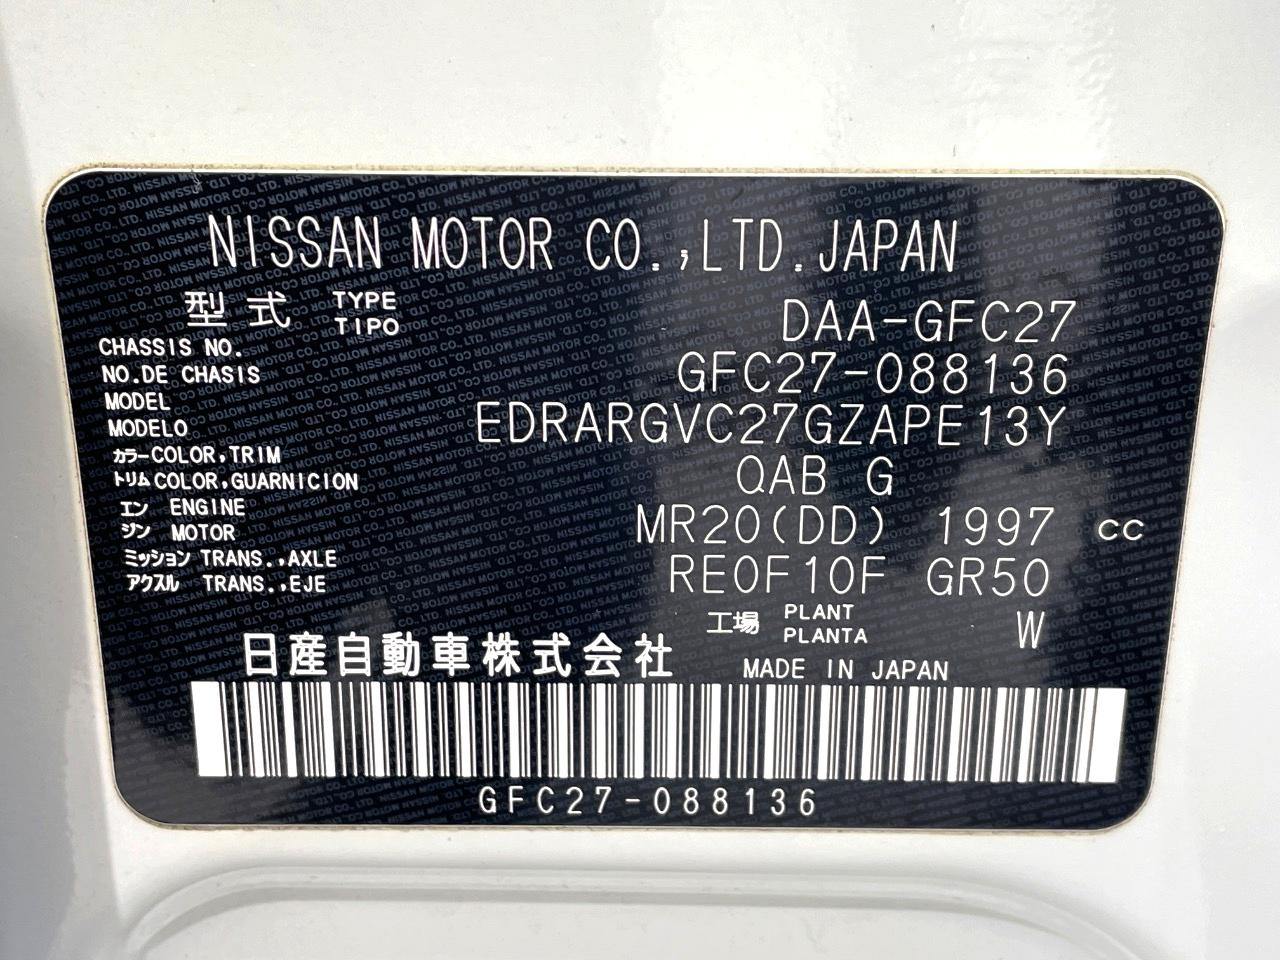 NISSAN MOTOR CO.,LTD.JAPAN
型式 TYPE TIPO DAA-GFC27
CHASSIS NO.
NO.DE CHASIS GFC27-088136
MODEL
MODELO EDRARGVC27GZAPE13Y
カラー COLOR,TRIM
トリム COLOR,GUARNICION QAB G
エン ENGINE
ジン MOTOR MR20(DD) 1997 cc
ミッション TRANS.,AXLE
アクスル TRANS.,EJE RE0F10F GR50
工場 PLANT PLANTA W
日産自動車株式会社 MADE IN JAPAN
GFC27-088136